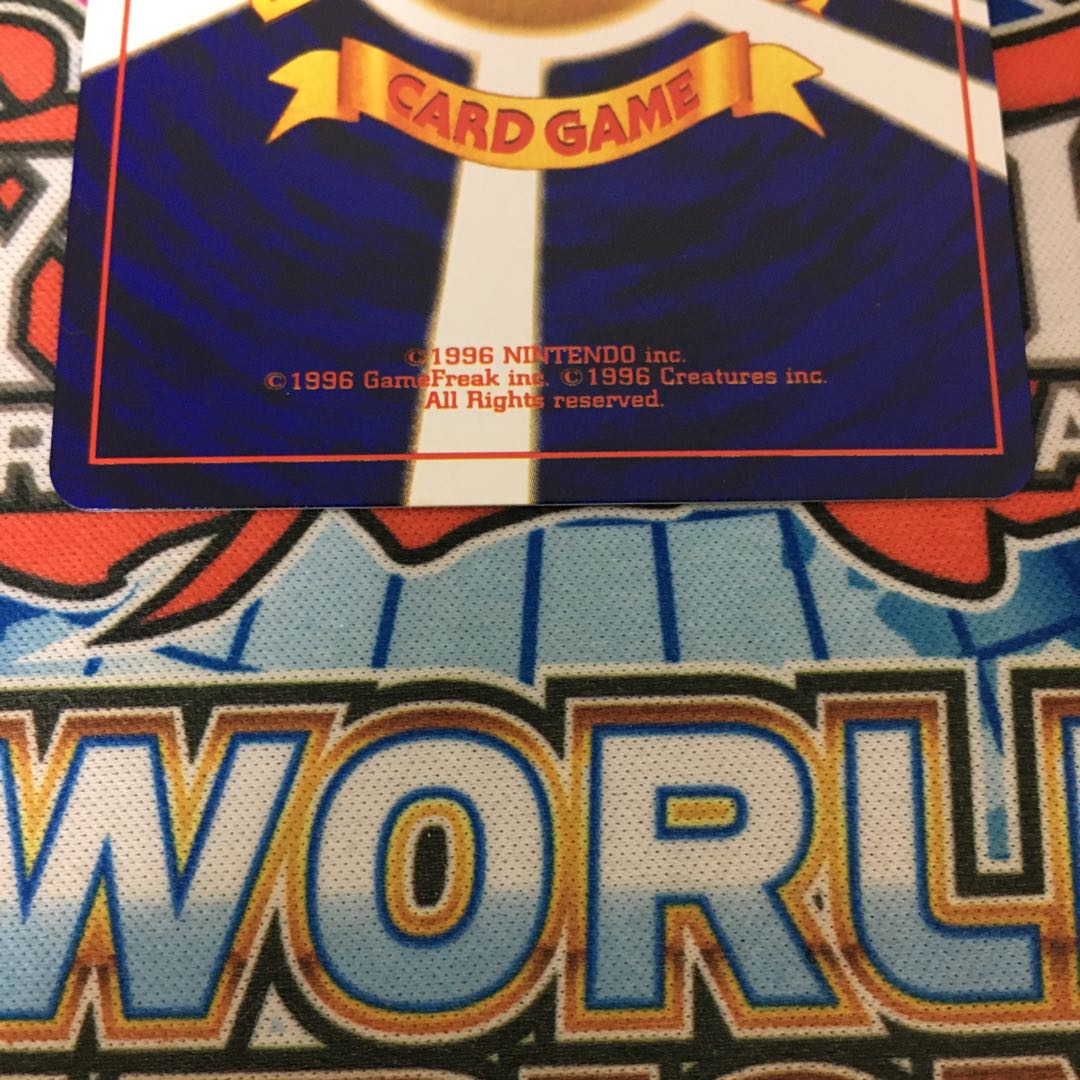 CARD GAME
©1996 NINTENDO inc.
©1996 GameFreak inc. ©1996 Creatures inc.
All Rights reserved.
WORL